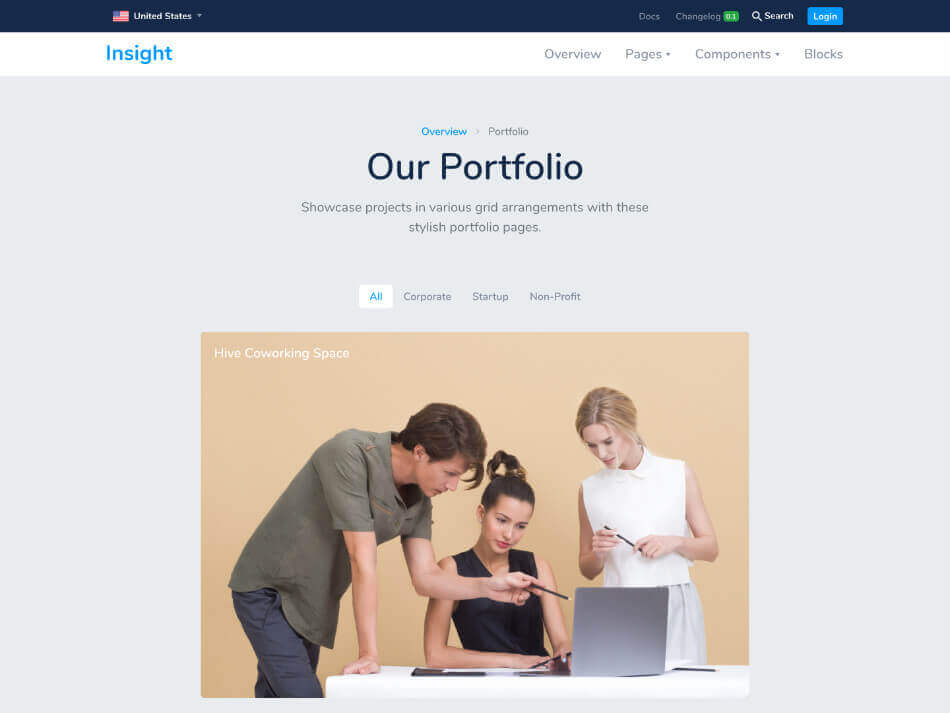 United States
Docs
Changelog 0.1
Search
Login
Insight
Overview
Pages
Components
Blocks
Overview > Portfolio
Our Portfolio
Showcase projects in various grid arrangements with these
stylish portfolio pages.
All
Corporate
Startup
Non-Profit
Hive Coworking Space